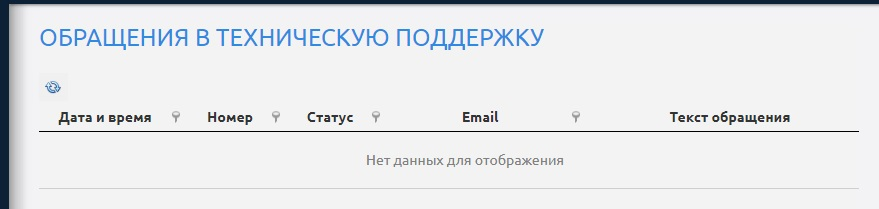 ОБРАЩЕНИЯ В ТЕХНИЧЕСКУЮ ПОДДЕРЖКУ
Дата и время Номер Статус Email Текст обращения
Нет данных для отображения